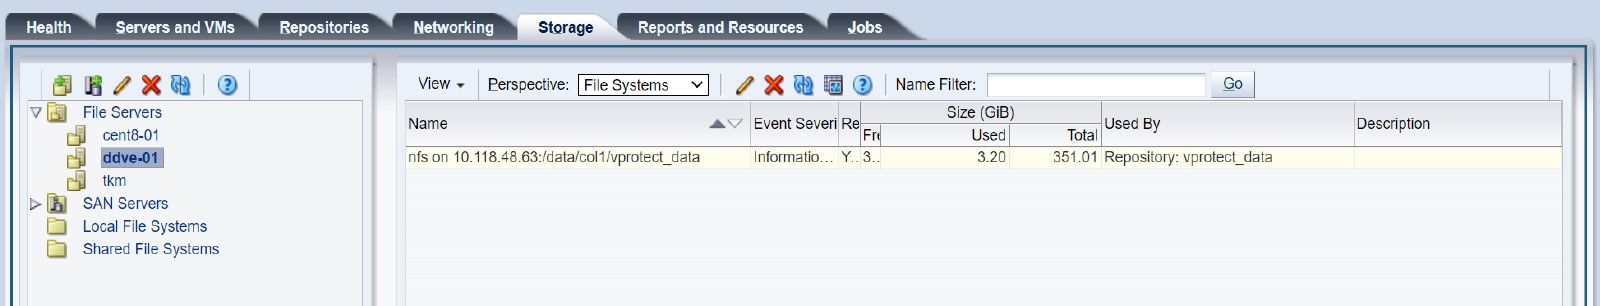 Health Servers and VMs Repositories Networking Storage Reports and Resources Jobs
View Perspective: File Systems Name Filter: Go
File Servers
cent8-01
ddve-01
tkm
SAN Servers
Local File Systems
Shared File Systems
Name Event Severi Re Size (GiB) Used By Description
Fre Used Total
nfs on 10.118.48.63:/data/col1/vprotect_data Informatio... Y.. 3.. 3.20 351.01 Repository: vprotect_data